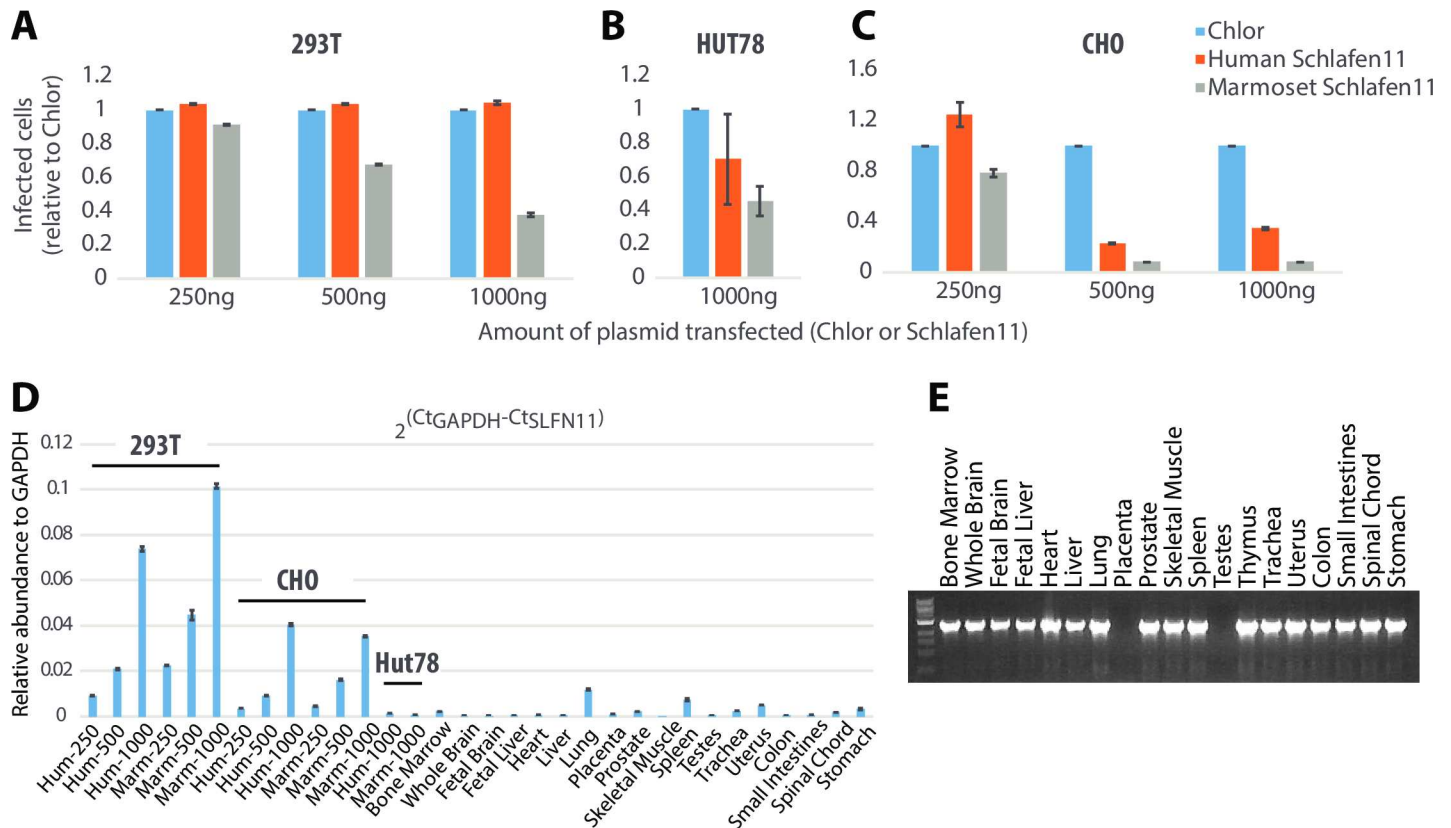 A
293T
Infected cells
(relative to Chlor)
1.2
1
0.8
0.6
0.4
0.2
0
250ng
500ng
1000ng
B
HUT78
1.2
1
0.8
0.6
0.4
0.2
0
1000ng
C
CHO
Chlor
Human Schlafen11
Marmoset Schlafen11
1.6
1.2
0.8
0.4
0
250ng
500ng
1000ng
Amount of plasmid transfected (Chlor or Schlafen11)
D
2(CtGAPDH-CtSLFN11)
Relative abundance to GAPDH
0.12
0.1
0.08
0.06
0.04
0.02
0
293T
CHO
Hut78
Hum-250
Hum-500
Hum-1000
Marm-250
Marm-500
Marm-1000
Hum-250
Hum-500
Hum-1000
Marm-250
Marm-500
Marm-1000
Hum-1000
Marm-1000
Bone Marrow
Whole Brain
Fetal Brain
Fetal Liver
Heart
Liver
Lung
Placenta
Prostate
Skeletal Muscle
Spleen
Testes
Trachea
Uterus
Colon
Small Intestines
Spinal Chord
Stomach
E
Bone Marrow
Whole Brain
Fetal Brain
Fetal Liver
Heart
Liver
Lung
Placenta
Prostate
Skeletal Muscle
Spleen
Testes
Thymus
Trachea
Uterus
Colon
Small Intestines
Spinal Chord
Stomach